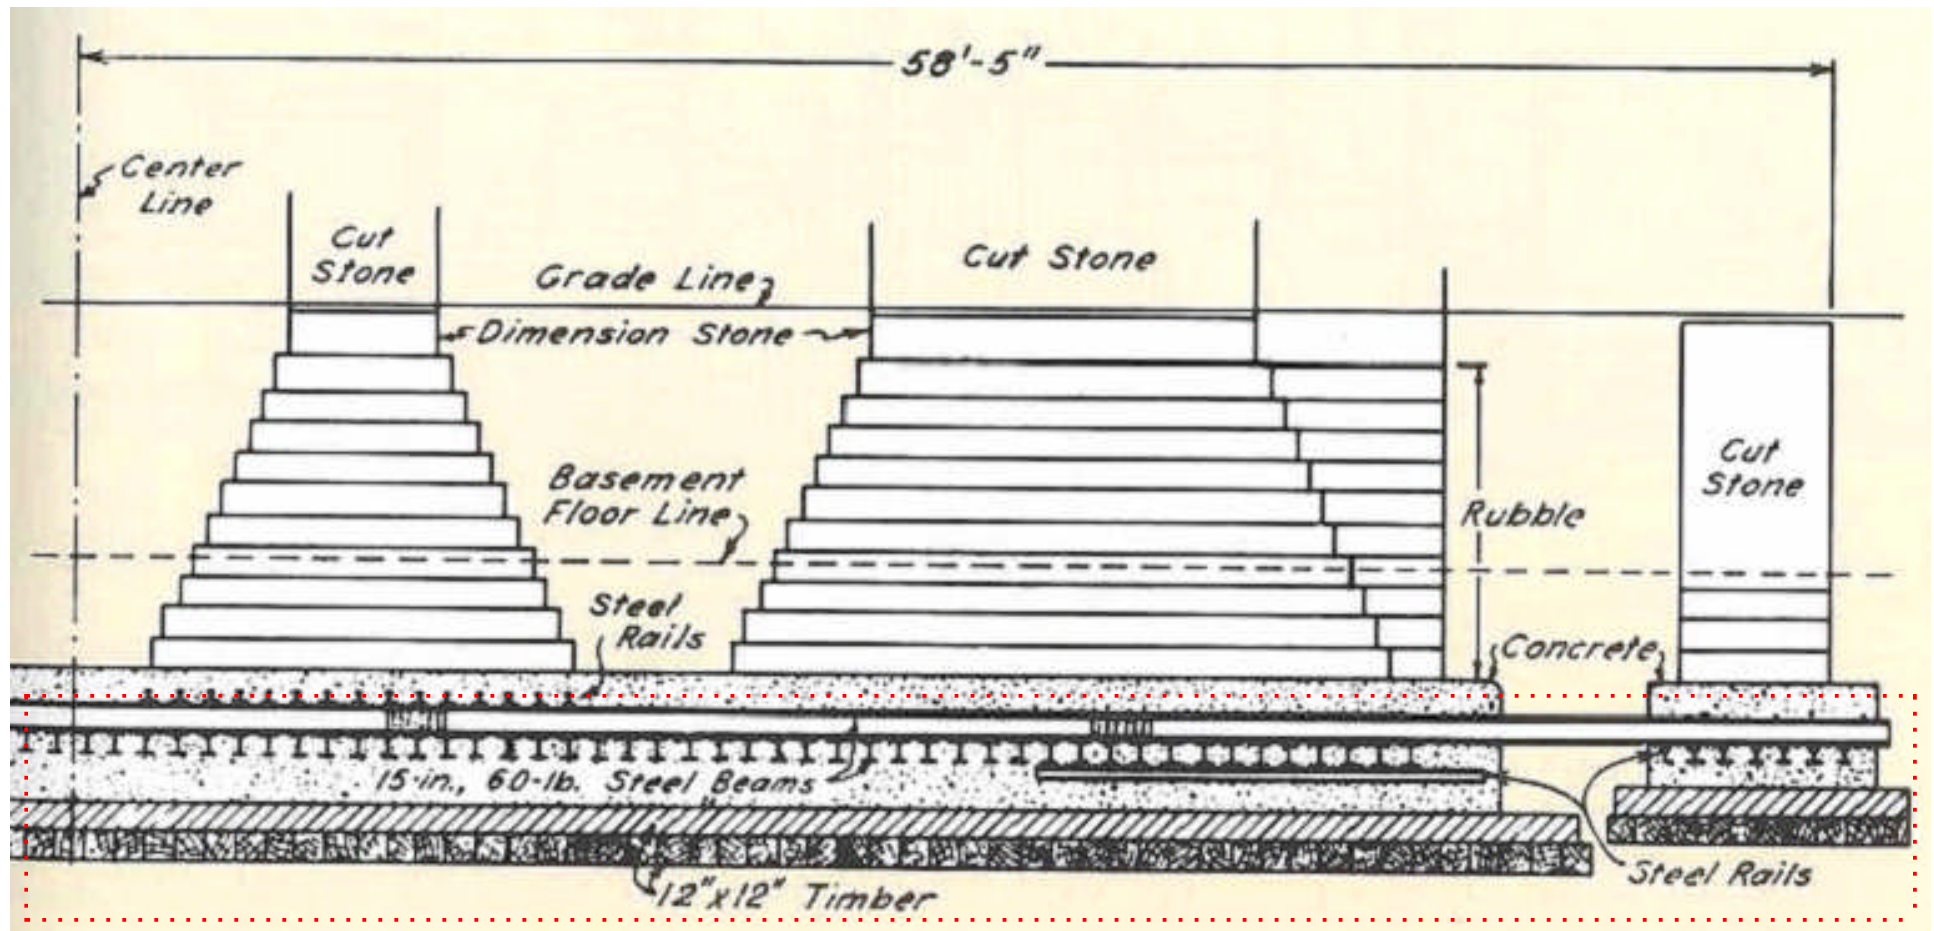 58'-5"
Center
Line
Cut
Stone
Grade Line
Cut Stone
Dimension Stone
Basement
Floor Line
Rubble
Cut
Stone
Steel
Rails
Concrete
15-in., 60-lb. Steel Beams
12"x12" Timber
Steel Rails